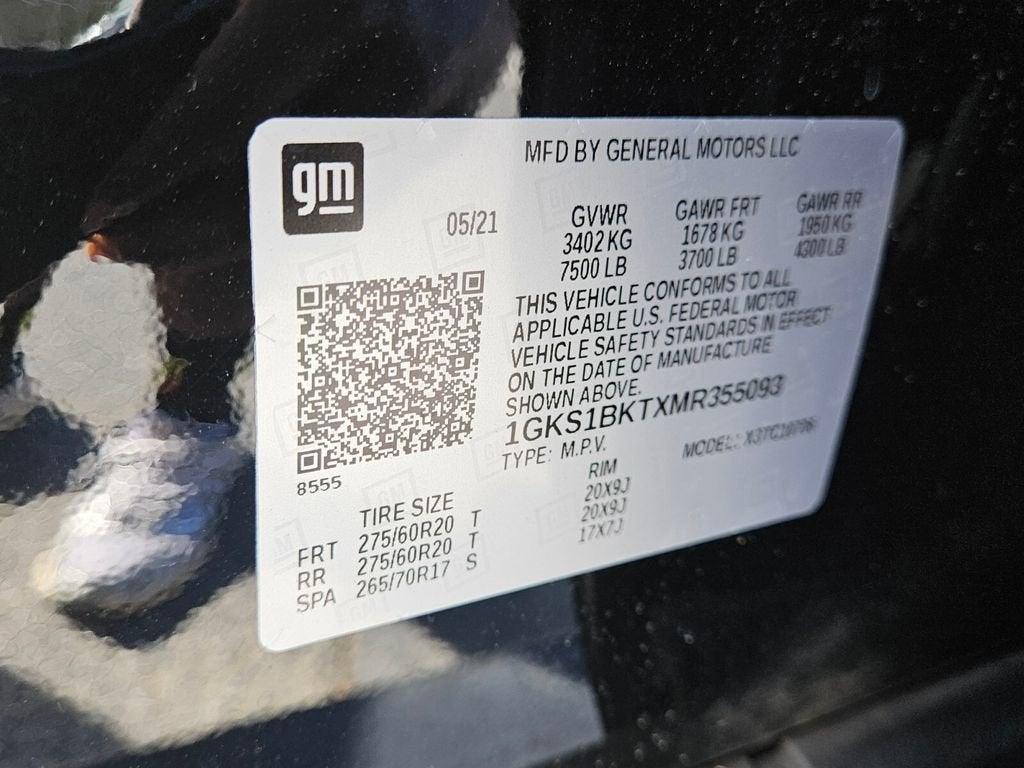 gm
MFD BY GENERAL MOTORS LLC
05/21
GVWR GAWR FRT GAWR RR
3402 KG 1678 KG 1950 KG
7500 LB 3700 LB 4300 LB
THIS VEHICLE CONFORMS TO ALL
APPLICABLE U.S. FEDERAL MOTOR
VEHICLE SAFETY STANDARDS IN EFFECT
ON THE DATE OF MANUFACTURE
SHOWN ABOVE.
1GKS1BKTXMR355093
TYPE: M.P.V. MODEL:
8555
TIRE SIZE RIM
FRT 275/60R20 T 20X9J
RR 275/60R20 T 20X9J
SPA 265/70R17 S 17X7J